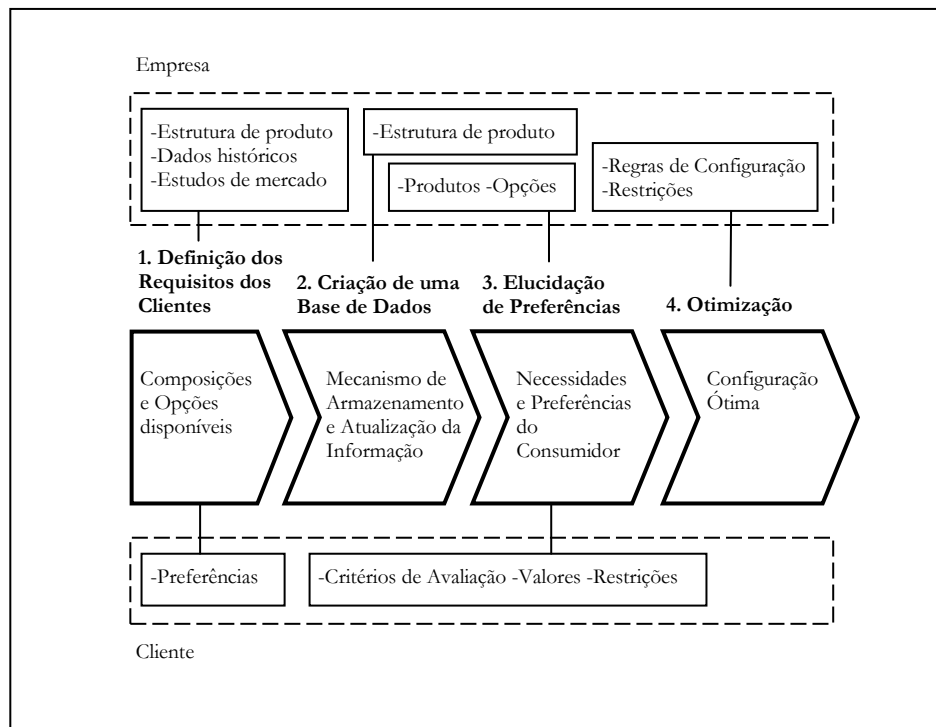 Empresa
-Estrutura de produto
-Dados históricos
-Estudos de mercado
-Estrutura de produto
-Produtos -Opções
-Regras de Configuração
-Restrições
1. Definição dos
Requisitos dos
Clientes
2. Criação de uma
Base de Dados
3. Elucidação
de Preferências
4. Otimização
Composições
e Opções
disponíveis
Mecanismo de
Armazenamento
e Atualização da
Informação
Necessidades
e Preferências
do
Consumidor
Configuração
Ótima
-Preferências
-Critérios de Avaliação -Valores -Restrições
Cliente